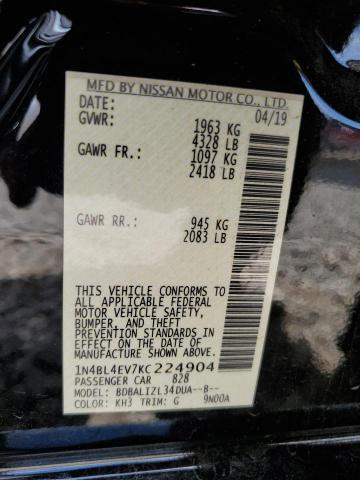 MFD BY NISSAN MOTOR CO., LTD.
DATE: 04/19
GVWR: 1963 KG
4328 LB
GAWR FR.: 1097 KG
2418 LB
GAWR RR.: 945 KG
2083 LB
THIS VEHICLE CONFORMS TO
ALL APPLICABLE FEDERAL
MOTOR VEHICLE SAFETY,
BUMPER, AND THEFT
PREVENTION STANDARDS IN
EFFECT ON THE DATE OF
MANUFACTURE SHOWN ABOVE.
1N4BL4EV7KC224904
PASSENGER CAR 828
MODEL: BDBALIZL34DUA--B--
COLOR: KH3 TRIM: G 9N00A